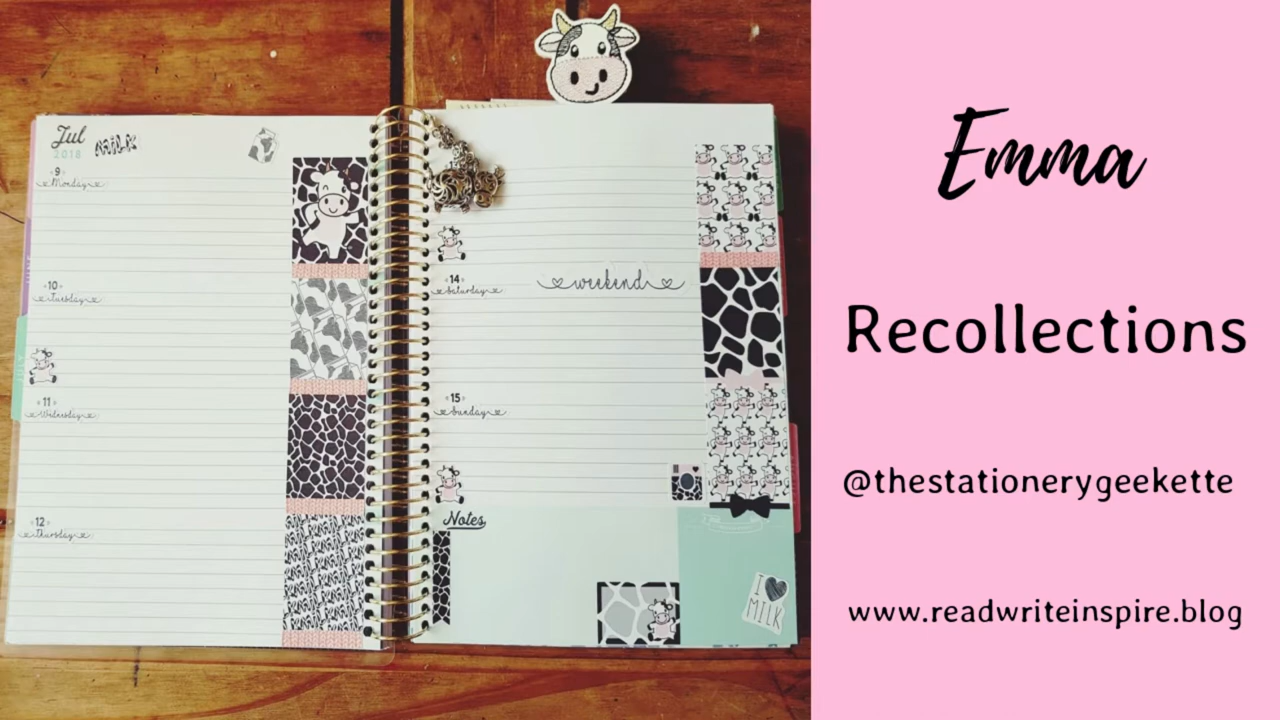 Jul
2018
MILK
9
Monday
10
Tuesday
11
Wednesday
12
Thursday
14
Saturday
weekend
15
Sunday
Notes
I
MILK
Emma
Recollections
@thestationerygeekette
www.readwriteinspire.blog